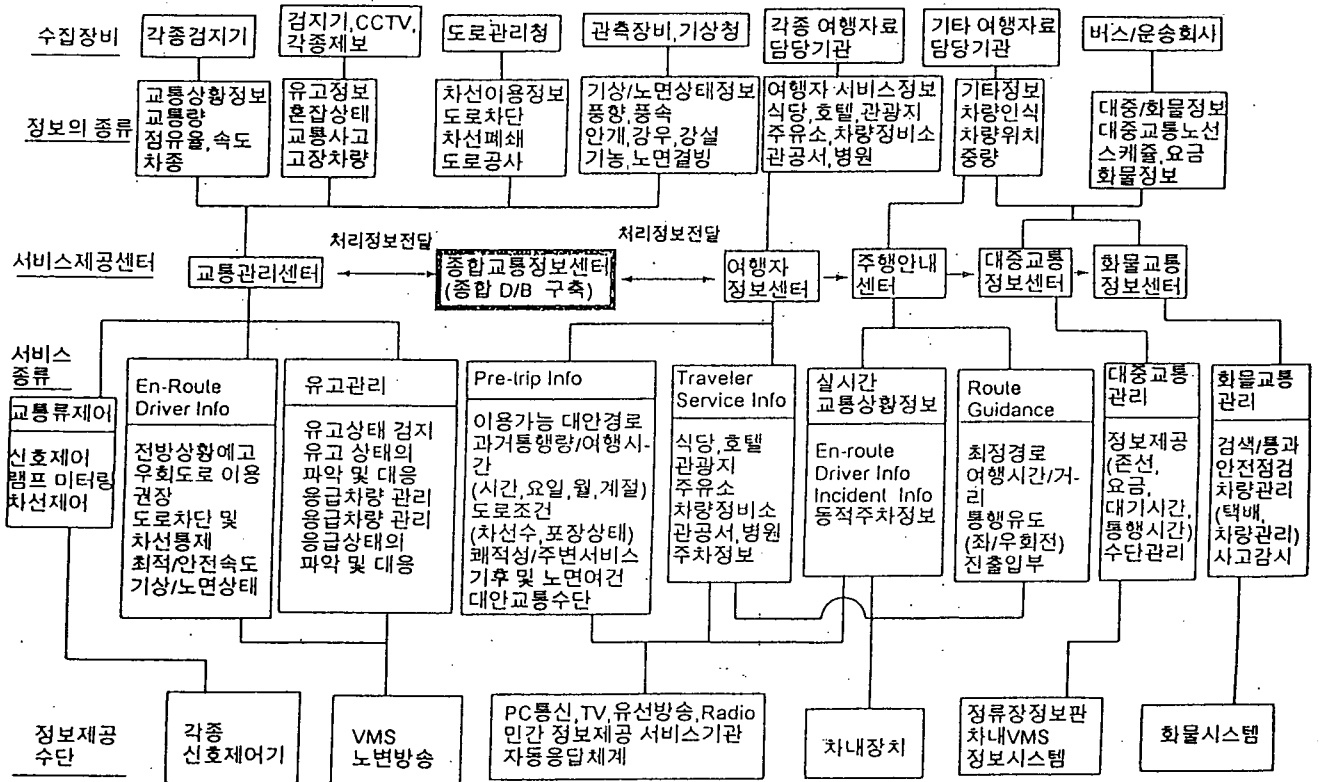 수집장비
각종검지기
검지기,CCTV,
각종제보
도로관리청
관측장비,기상청
각종 여행자료
담당기관
기타 여행자료
담당기관
버스/운송회사
정보의 종류
교통상황정보
교통량
점유율,속도
차종
유고정보
혼잡상태
교통사고
고장차량
차선이용정보
도로차단
차선폐쇄
도로공사
기상/노면상태정보
풍향,풍속
안개,강우,강설
기능,노면결빙
여행자 서비스정보
식당,호텔,관광지
주유소,차량정비소
관공서,병원
기타정보
차량인식
차량위치
중량
대중/화물정보
대중교통노선
스케쥴,요금
화물정보
서비스제공센터
교통관리센터
처리정보전달
종합교통정보센터
(종합 D/B 구축)
처리정보전달
여행자
정보센터
주행안내
센터
대중교통
정보센터
화물교통
정보센터
서비스
종류
교통류제어
신호제어
램프 미터링
차선제어
En-Route
Driver Info
전방상황예고
우회도로 이용
권장
도로차단 및
차선통제
최적/안전속도
기상/노면상태
유고관리
유고상태 검지
유고 상태의
파악 및 대응
응급차량 관리
응급차량 관리
응급상태의
파악 및 대응
Pre-trip Info
이용가능 대안경로
과거통행량/여행시-
간
(시간,요일,월,계절)
도로조건
(차선수,포장상태)
쾌적성/주변서비스
기후 및 노면여건
대안교통수단
Traveler
Service Info
식당,호텔
관광지
주유소
차량정비소
관공서,병원
주차정보
실시간
교통상황정보
En-route
Driver Info
Incident Info
동적주차정보
Route
Guidance
최정경로
여행시간/거-
리
통행유도
(좌/우회전)
진출입부
대중교통
관리
정보제공
(존선,
요금,
대기시간,
통행시간)
수단관리
화물교통
관리
검색/통과
안전점검
차량관리
(택배,
차량관리)
사고감시
정보제공
수단
각종
신호제어기
VMS
노변방송
PC통신,TV,유선방송,Radio
민간 정보제공 서비스기관
자동응답체계
차내장치
정류장정보판
차내VMS
정보시스템
화물시스템